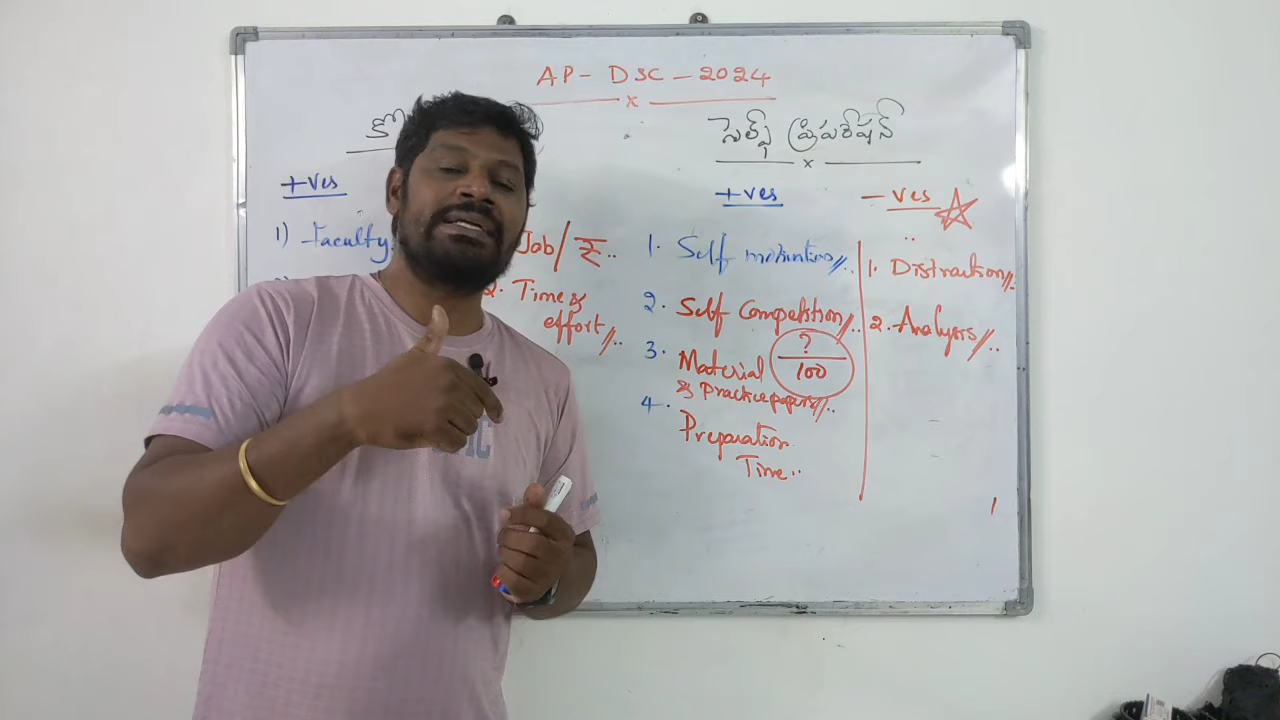 AP- DSC - 2024
x
సెల్ఫ్ ప్రిపరేషన్
x
+ves
1) Faculty
Job/₹..
2. Time &
effort//..
+ves
1. Self motivation//..
2. Self Competition//..
3. Material
& Practice papers//..
?
100
4. Preparation
Time..
- ves ☆
1. Distraction//..
2. Analysis//..